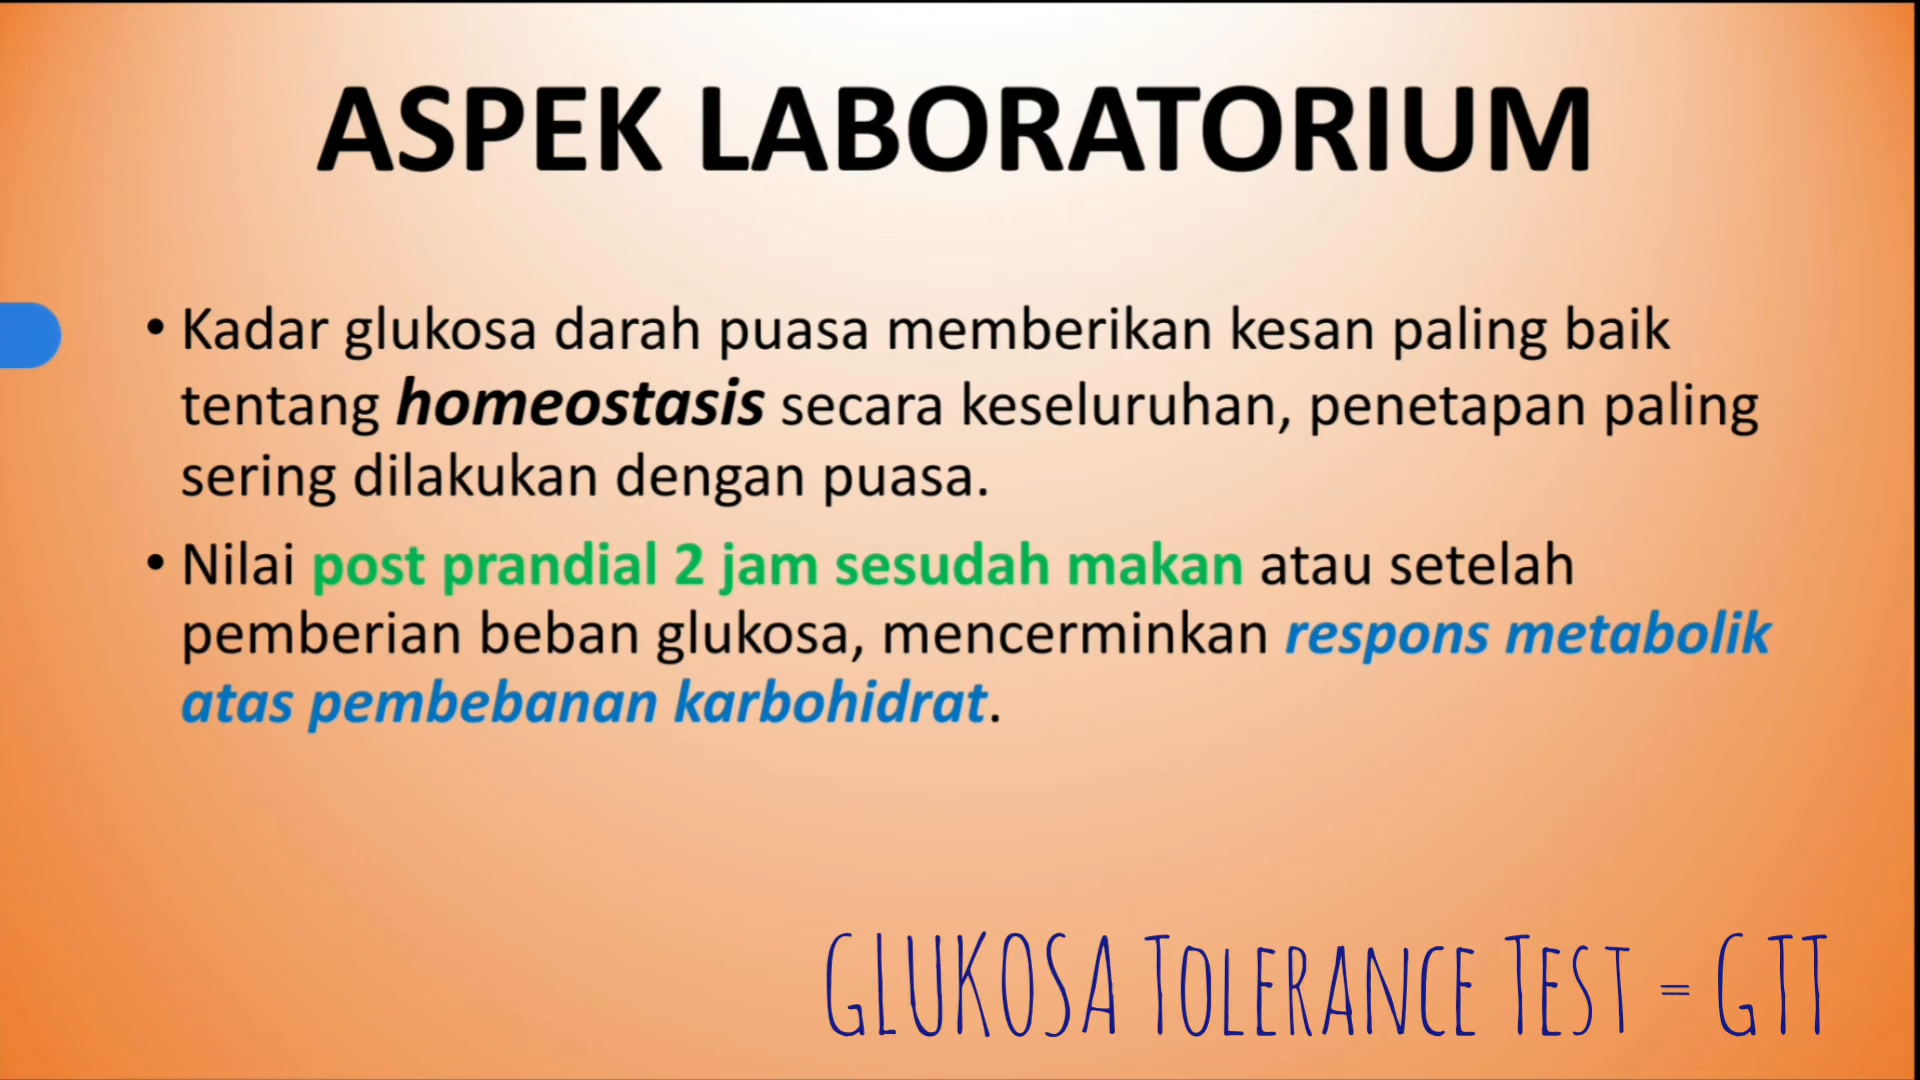 ASPEK LABORATORIUM
• Kadar glukosa darah puasa memberikan kesan paling baik
tentang homeostasis secara keseluruhan, penetapan paling
sering dilakukan dengan puasa.
• Nilai post prandial 2 jam sesudah makan atau setelah
pemberian beban glukosa, mencerminkan respons metabolik
atas pembebanan karbohidrat.
GLUKOSA TOLERANCE TEST = GTT